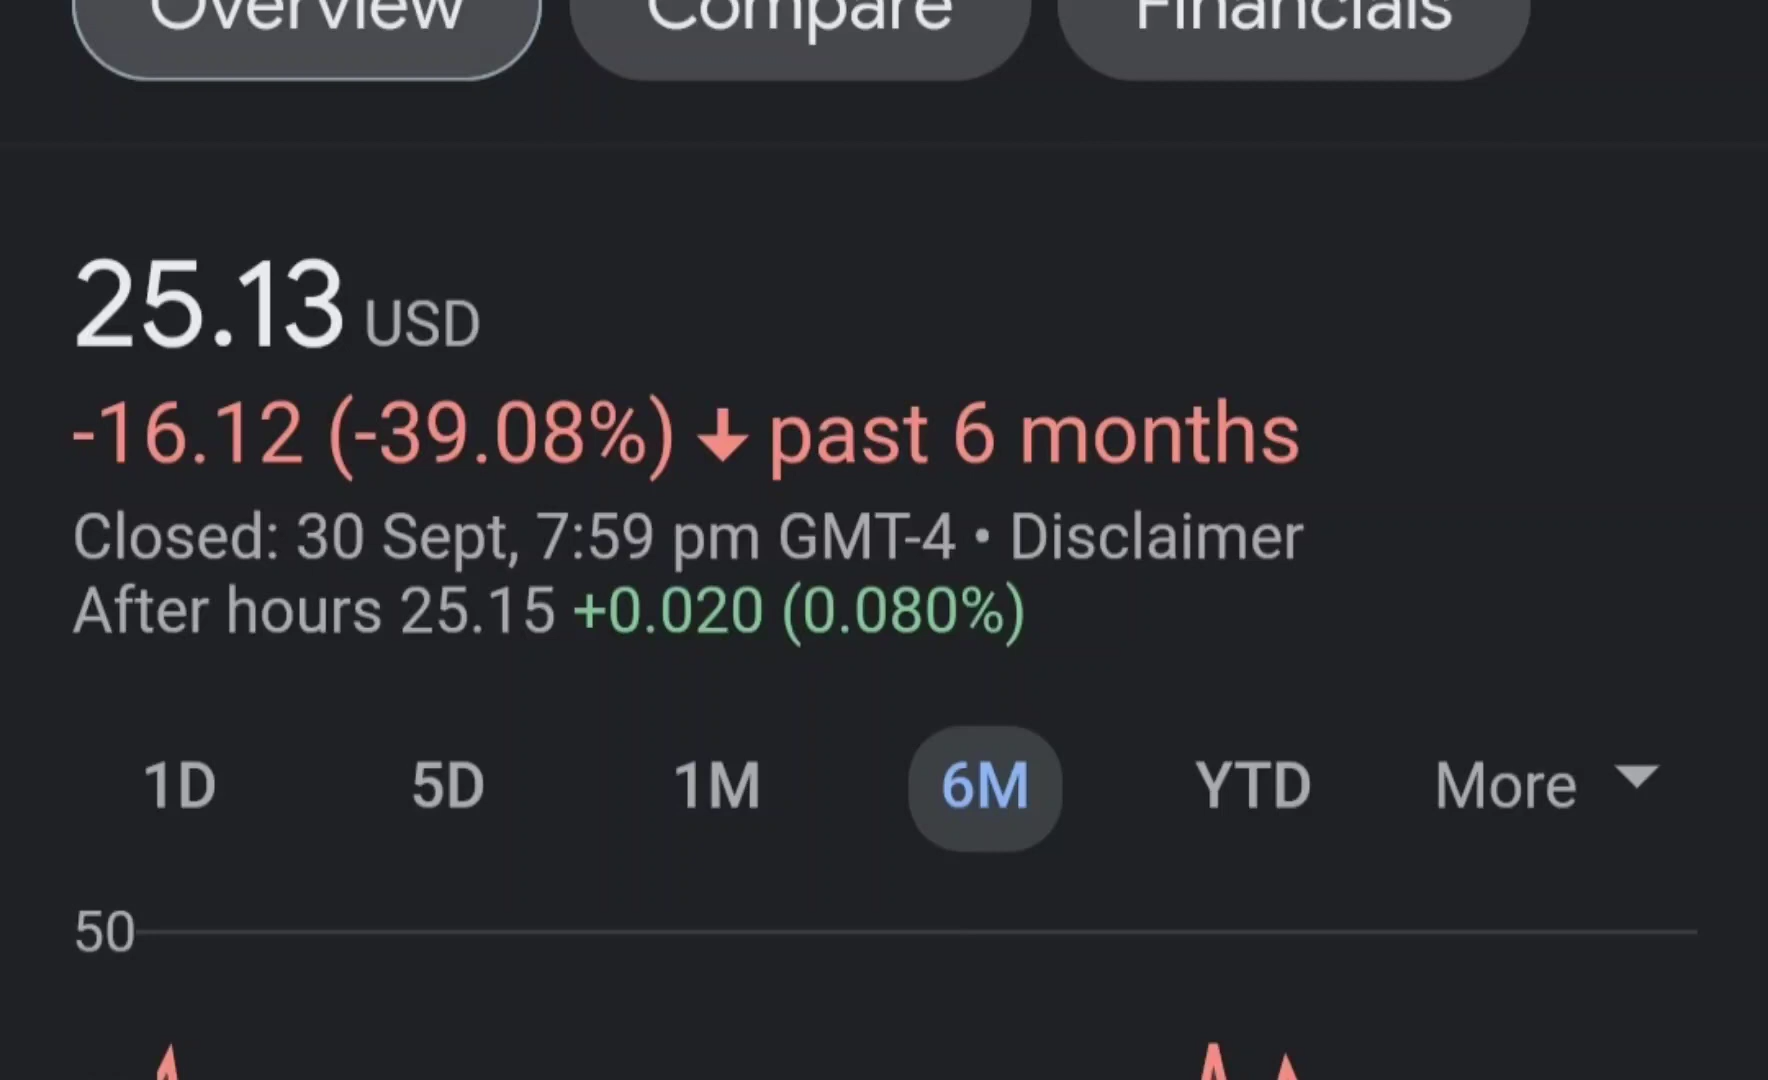 Overview Compare Financials
25.13 USD
-16.12 (-39.08%) ↓ past 6 months
Closed: 30 Sept, 7:59 pm GMT-4 • Disclaimer
After hours 25.15 +0.020 (0.080%)
1D 5D 1M 6M YTD More
50